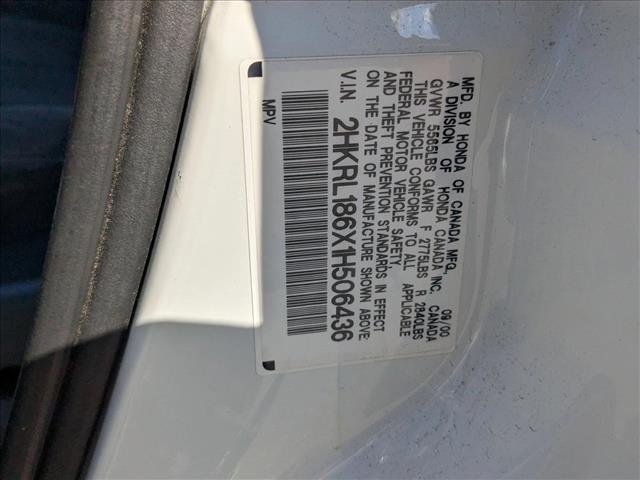 MFD. BY HONDA OF CANADA MFG. 09/00
A DIVISION OF HONDA CANADA INC. CANADA
GVWR 5565LBS GAWR F 2775LBS R 2840LBS
THIS VEHICLE CONFORMS TO ALL APPLICABLE
FEDERAL MOTOR VEHICLE SAFETY.
AND THEFT PREVENTION STANDARDS IN EFFECT
ON THE DATE OF MANUFACTURE SHOWN ABOVE.
V.I.N. 2HKRL186X1H506436
MPV